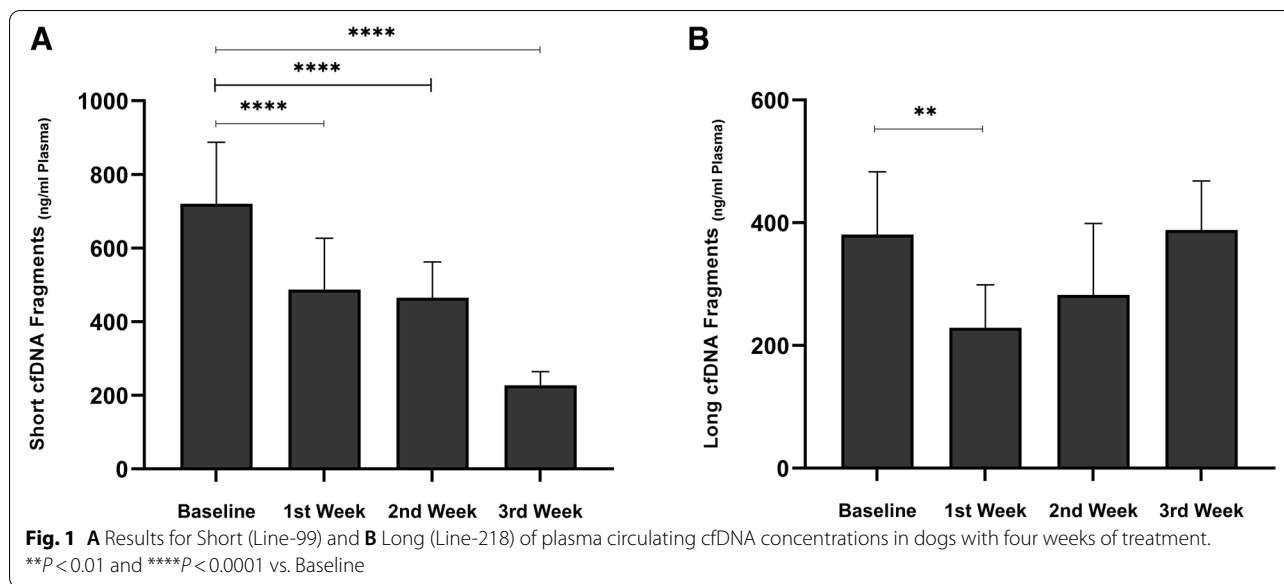 A
B
****
****
****
**
1000
800
600
400
200
0
Short cfDNA Fragments (ng/ml Plasma)
Baseline 1st Week 2nd Week 3rd Week
600
400
200
0
Long cfDNA Fragments (ng/ml Plasma)
Baseline 1st Week 2nd Week 3rd Week
Fig. 1 A Results for Short (Line-99) and B Long (Line-218) of plasma circulating cfDNA concentrations in dogs with four weeks of treatment.
**P < 0.01 and ****P < 0.0001 vs. Baseline